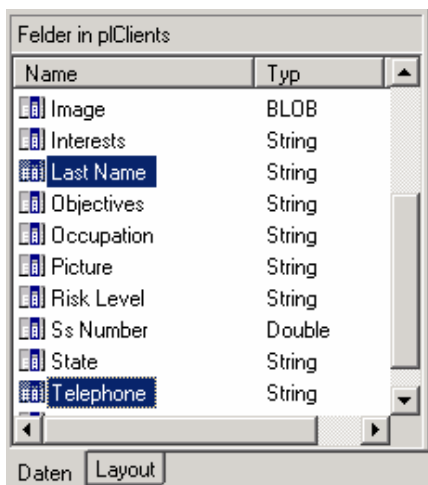 Felder in plClients
Name Typ
Image BLOB
Interests String
Last Name String
Objectives String
Occupation String
Picture String
Risk Level String
Ss Number Double
State String
Telephone String
Daten Layout